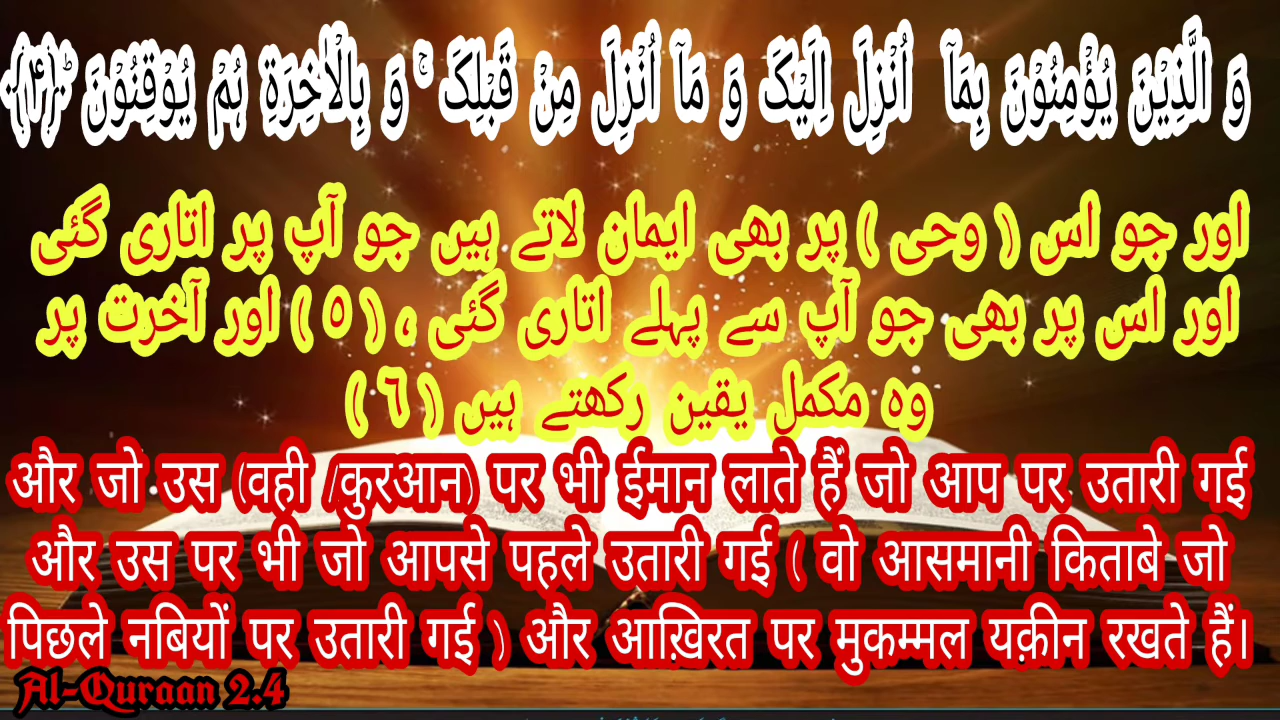 وَ الَّذِیۡنَ یُؤۡمِنُوۡنَ بِمَاۤ اُنۡزِلَ اِلَیۡکَ وَ مَاۤ اُنۡزِلَ مِنۡ قَبۡلِکَ ۚ وَ بِالۡاٰخِرَۃِ ہُمۡ یُوۡقِنُوۡنَ ؕ﴿۴﴾
اور جو اس ( وحی ) پر بھی ایمان لاتے ہیں جو آپ پر اتاری گئی
اور اس پر بھی جو آپ سے پہلے اتاری گئی ، ( ٥ ) اور آخرت پر
وہ مکمل یقین رکھتے ہیں ( ٦ )
और जो उस (वही /कुरआन) पर भी ईमान लाते हैं जो आप पर उतारी गई
और उस पर भी जो आपसे पहले उतारी गई ( वो आसमानी किताबे जो
पिछले नबियों पर उतारी गई ) और आख़िरत पर मुकम्मल यक़ीन रखते हैं।
Al-Quraan 2.4